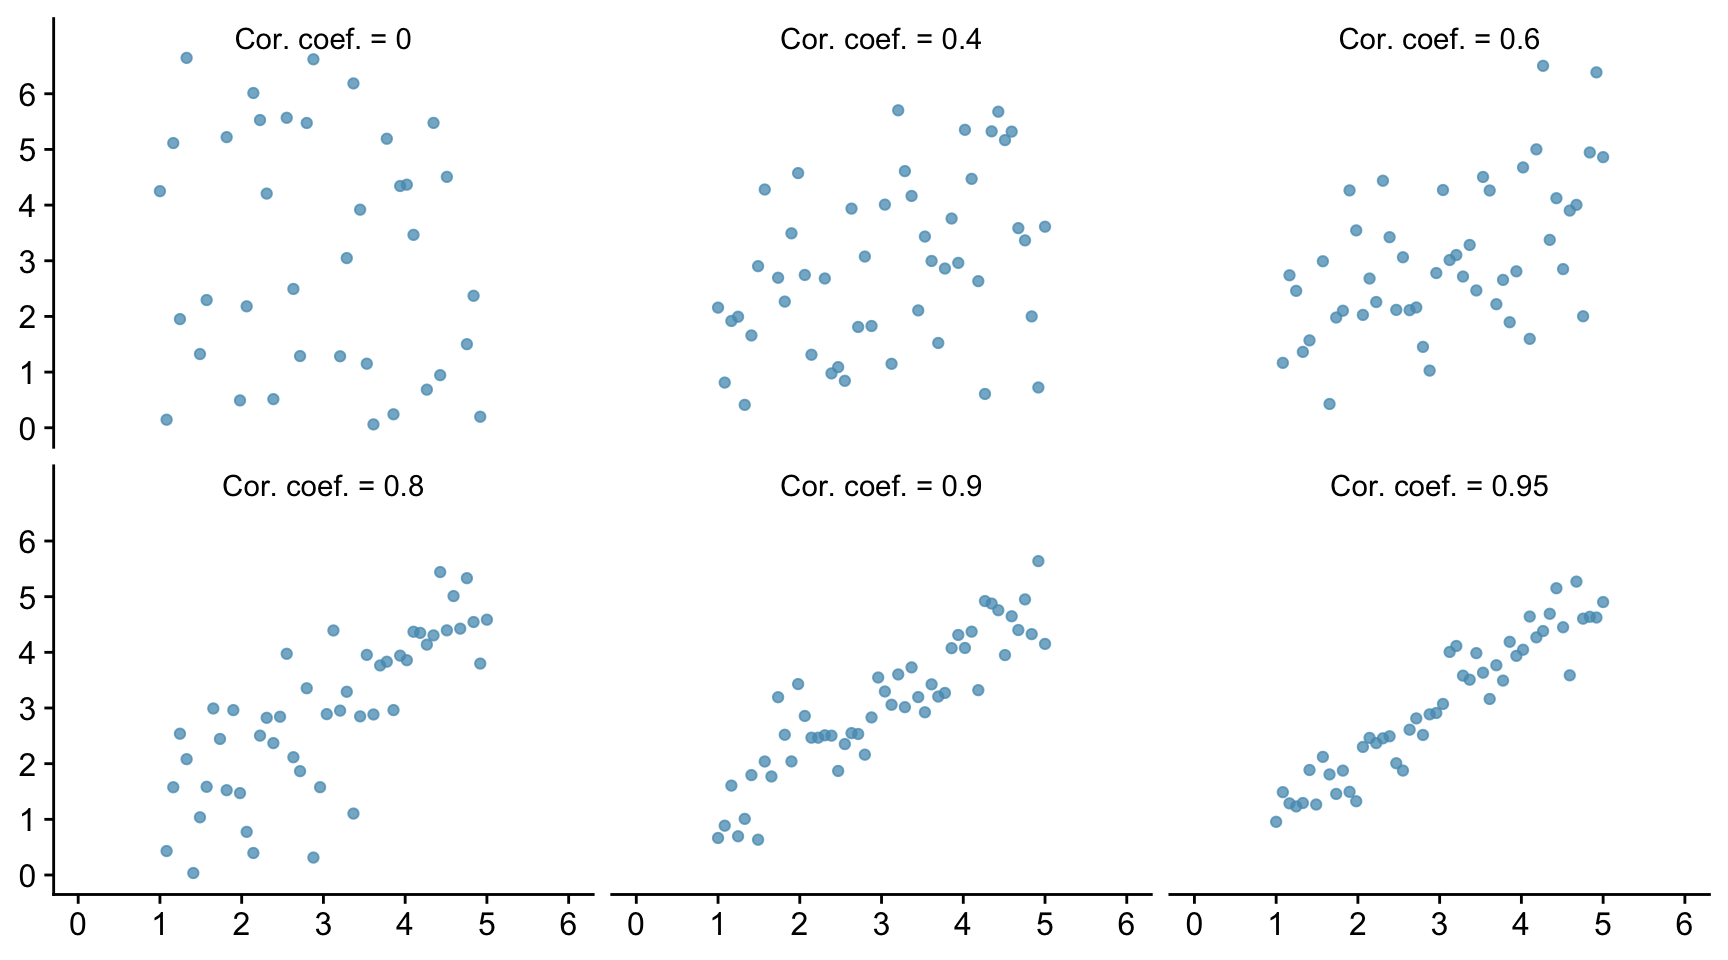 Cor. coef. = 0
Cor. coef. = 0.4
Cor. coef. = 0.6
6
5
4
3
2
1
0
Cor. coef. = 0.8
Cor. coef. = 0.9
Cor. coef. = 0.95
6
5
4
3
2
1
0
0 1 2 3 4 5 6
0 1 2 3 4 5 6
0 1 2 3 4 5 6